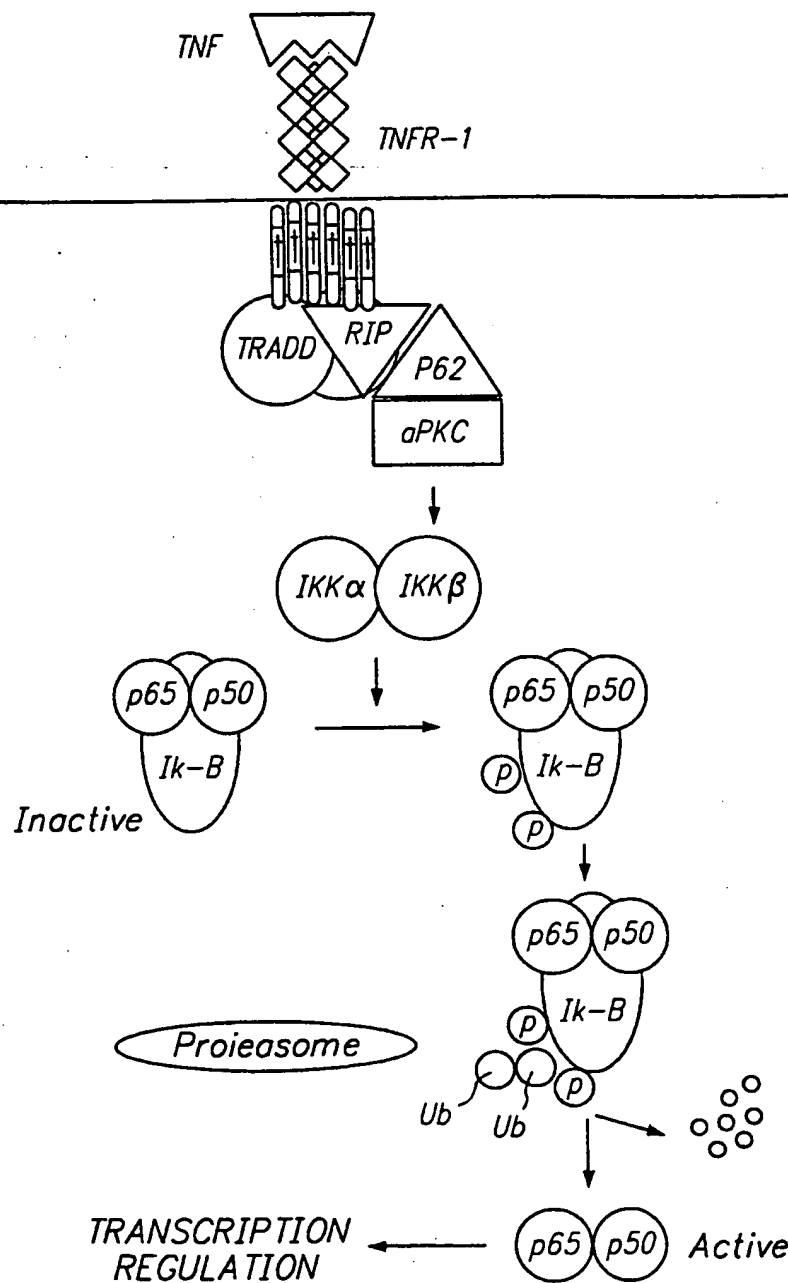 TNF
TNFR-1
TRADD
RIP
P62
aPKC
IKKα
IKKβ
p65
p50
Ik-B
Inactive
p65
p50
Ik-B
p
p
p65
p50
Ik-B
p
Proieasome
p
Ub
Ub
TRANSCRIPTION
REGULATION
p65
p50
Active